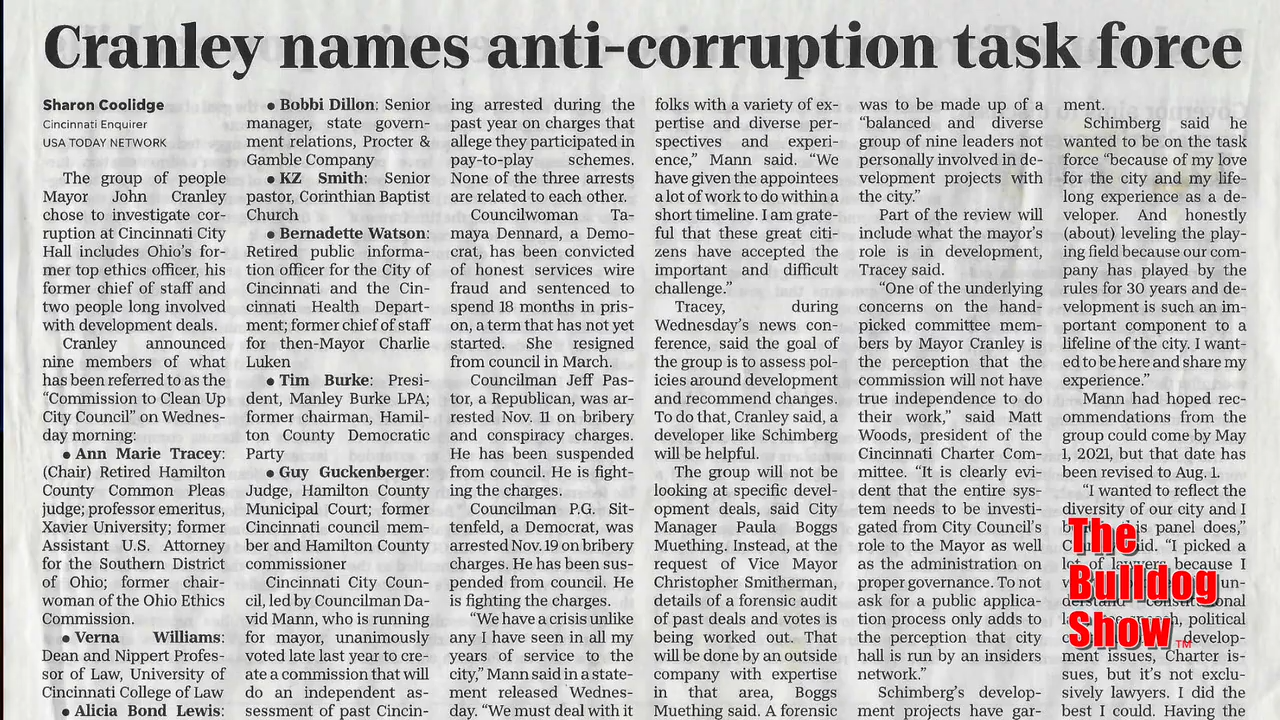 Cranley names anti-corruption task force
Sharon Coolidge
Cincinnati Enquirer
USA TODAY NETWORK
The group of people
Mayor John Cranley
chose to investigate cor-
ruption at Cincinnati City
Hall includes Ohio's for-
mer top ethics officer, his
former chief of staff and
two people long involved
with development deals.
Cranley announced
nine members of what
has been referred to as the
“Commission to Clean Up
City Council” on Wednes-
day morning:
● Ann Marie Tracey:
(Chair) Retired Hamilton
County Common Pleas
judge; professor emeritus,
Xavier University; former
Assistant U.S. Attorney
for the Southern District
of Ohio; former chair-
woman of the Ohio Ethics
Commission.
● Verna Williams:
Dean and Nippert Profes-
sor of Law, University of
Cincinnati College of Law
● Alicia Bond Lewis:
● Bobbi Dillon: Senior
manager, state govern-
ment relations, Procter &
Gamble Company
● KZ Smith: Senior
pastor, Corinthian Baptist
Church
● Bernadette Watson:
Retired public informa-
tion officer for the City of
Cincinnati and the Cin-
cinnati Health Depart-
ment; former chief of staff
for then-Mayor Charlie
Luken
● Tim Burke: Presi-
dent, Manley Burke LPA;
former chairman, Hamil-
ton County Democratic
Party
● Guy Guckenberger:
Judge, Hamilton County
Municipal Court; former
Cincinnati council mem-
ber and Hamilton County
commissioner
Cincinnati City Coun-
cil, led by Councilman Da-
vid Mann, who is running
for mayor, unanimously
voted late last year to cre-
ate a commission that will
do an independent as-
sessment of past Cincin-
ing arrested during the
past year on charges that
allege they participated in
pay-to-play schemes.
None of the three arrests
are related to each other.
Councilwoman Ta-
maya Dennard, a Demo-
crat, has been convicted
of honest services wire
fraud and sentenced to
spend 18 months in pris-
on, a term that has not yet
started. She resigned
from council in March.
Councilman Jeff Pas-
tor, a Republican, was ar-
rested Nov. 11 on bribery
and conspiracy charges.
He has been suspended
from council. He is fight-
ing the charges.
Councilman P.G. Sit-
tenfeld, a Democrat, was
arrested Nov. 19 on bribery
charges. He has been sus-
pended from council. He
is fighting the charges.
“We have a crisis unlike
any I have seen in all my
years of service to the
city,” Mann said in a state-
ment released Wednes-
day. “We must deal with it
folks with a variety of ex-
pertise and diverse per-
spectives and experi-
ence,” Mann said. “We
have given the appointees
a lot of work to do within a
short timeline. I am grate-
ful that these great citi-
zens have accepted the
important and difficult
challenge.”
Tracey, during
Wednesday's news con-
ference, said the goal of
the group is to assess pol-
icies around development
and recommend changes.
To do that, Cranley said, a
developer like Schimberg
will be helpful.
The group will not be
looking at specific devel-
opment deals, said City
Manager Paula Boggs
Muething. Instead, at the
request of Vice Mayor
Christopher Smitherman,
details of a forensic audit
of past deals and votes is
being worked out. That
will be done by an outside
company with expertise
in that area, Boggs
Muething said. A forensic
was to be made up of a
“balanced and diverse
group of nine leaders not
personally involved in de-
velopment projects with
the city.”
Part of the review will
include what the mayor's
role is in development,
Tracey said.
“One of the underlying
concerns on the hand-
picked committee mem-
bers by Mayor Cranley is
the perception that the
commission will not have
true independence to do
their work,” said Matt
Woods, president of the
Cincinnati Charter Com-
mittee. “It is clearly evi-
dent that the entire sys-
tem needs to be investi-
gated from City Council's
role to the Mayor as well
as the administration on
proper governance. To not
ask for a public applica-
tion process only adds to
the perception that city
hall is run by an insiders
network.”
Schimberg's develop-
ment projects have gar-
ment.
Schimberg said he
wanted to be on the task
force “because of my love
for the city and my life-
long experience as a de-
veloper. And honestly
(about) leveling the play-
ing field because our com-
pany has played by the
rules for 30 years and de-
velopment is such an im-
portant component to a
lifeline of the city. I want-
ed to be here and share my
experience.”
Mann had hoped rec-
ommendations from the
group could come by May
1, 2021, but that date has
been revised to Aug. 1.
“I wanted to reflect the
diversity of our city and I
this panel does,”
“I picked a
lot of lawyers because I
political
develop-
ment issues, Charter is-
sues, but it's not exclu-
sively lawyers. I did the
best I could. Having the
The
Bulldog
Show™